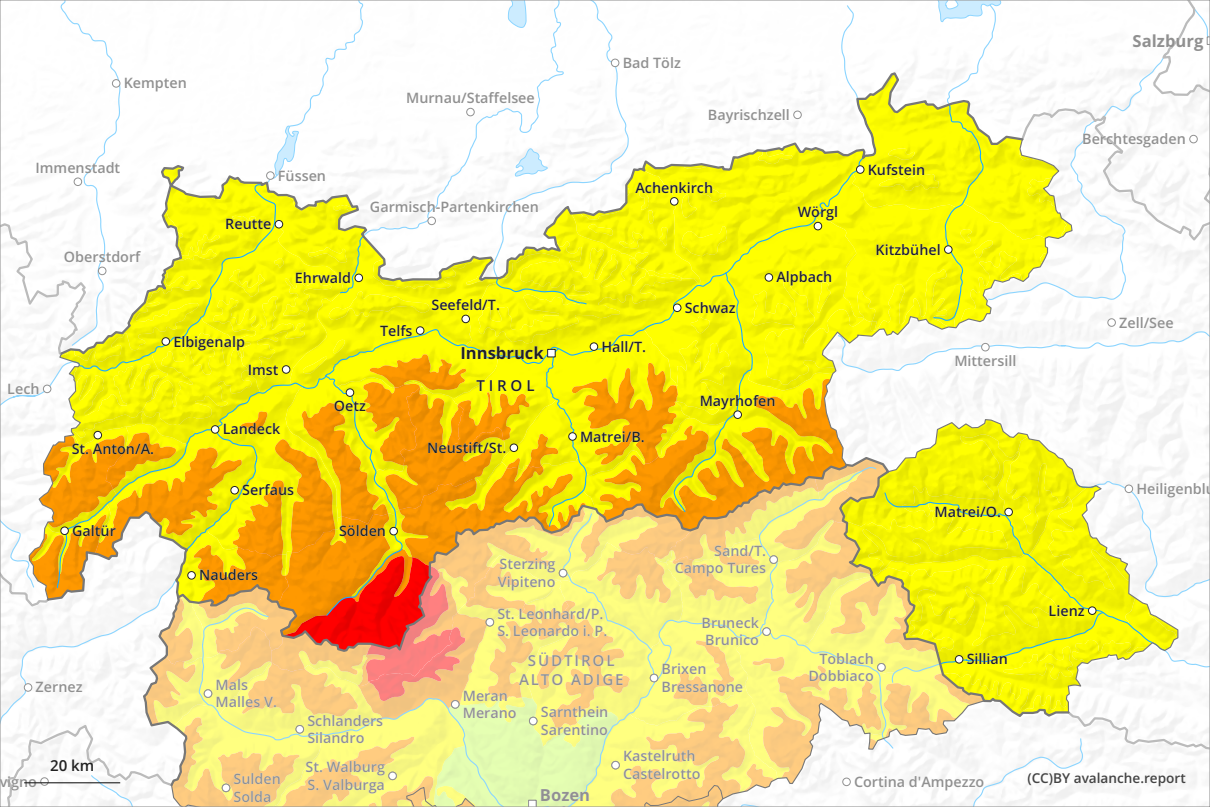 Salzburg
Bad Tölz
Kempten
Murnau/Staffelsee
Bayrischzell
Berchtesgaden
Immenstadt
Füssen
Kufstein
Achenkirch
Garmisch-Partenkirchen
Wörgl
Reutte
Kitzbühel
Oberstdorf
Ehrwald
Alpbach
Seefeld/T.
Schwaz
Telfs
Zell/See
Elbigenalp
Innsbruck
Hall/T.
Mittersill
Imst
TIROL
Lech
Oetz
Mayrhofen
Landeck
Matrei/B.
St. Anton/A.
Neustift/St.
Serfaus
Heiligenblu
Matrei/O.
Galtür
Sölden
Sand/T.
Campo Tures
Sterzing
Vipiteno
Nauders
Lienz
St. Leonhard/P.
S. Leonardo i. P.
Bruneck
Brunico
Sillian
SÜDTIROL
ALTO ADIGE
Toblach
Dobbiaco
Brixen
Bressanone
Zernez
Mals
Malles V.
Meran
Merano
Sarnthein
Sarentino
Schlanders
Silandro
Kastelruth
Castelrotto
20 km
St. Walburg
S. Valburga
vigno
Sulden
Solda
Cortina d'Ampezzo
(CC)BY avalanche.report
Bozen